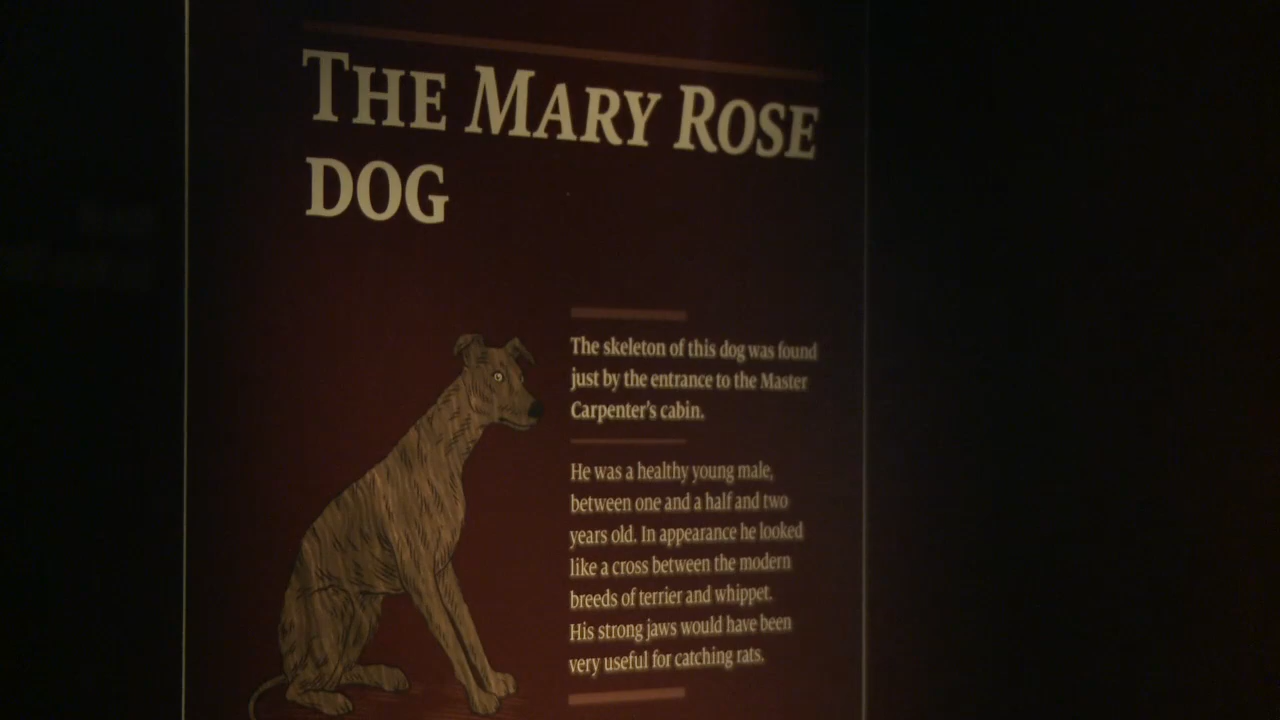 THE MARY ROSE
DOG
The skeleton of this dog was found
just by the entrance to the Master
Carpenter's cabin.
He was a healthy young male,
between one and a half and two
years old. In appearance he looked
like a cross between the modern
breeds of terrier and whippet.
His strong jaws would have been
very useful for catching rats.